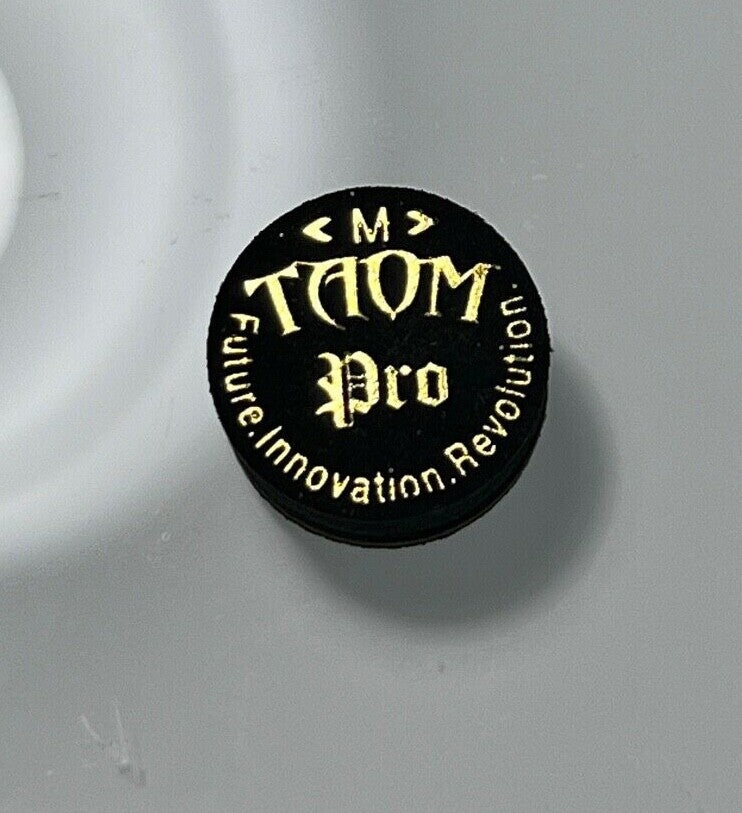 <M>
TAOM
Pro
Future.Innovation.Revolution.